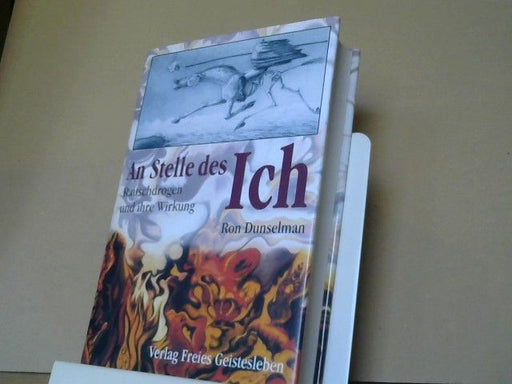 An Stelle des Ich
Rauschdrogen
und ihre Wirkung
Ron Dunselman
Verlag Freies Geistesleben